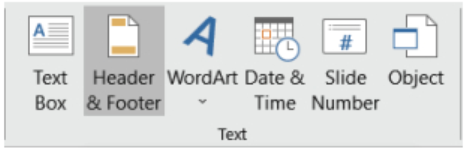 Text Header WordArt Date & Slide Object
Box & Footer Time Number
Text